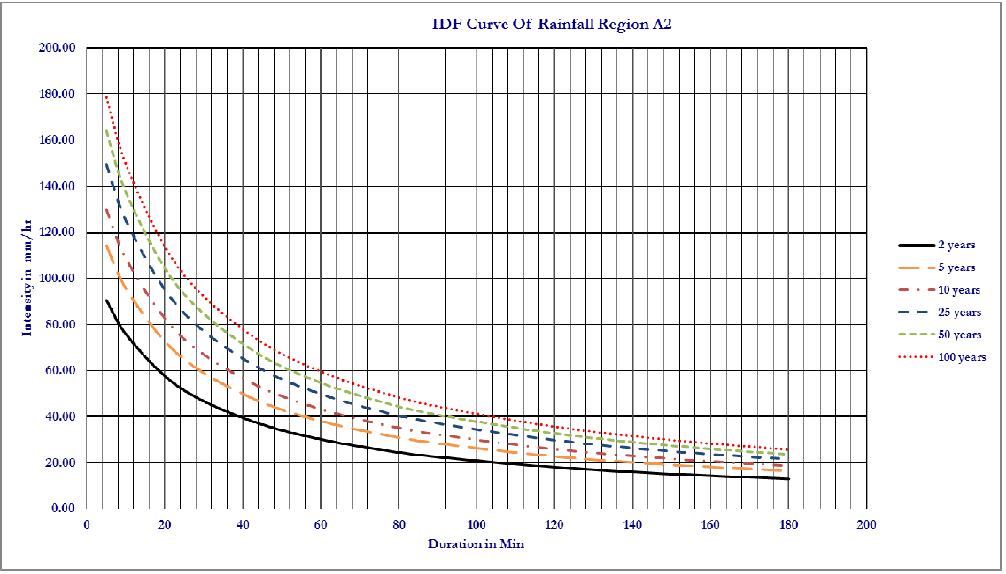 IDF Curve Of Rainfall Region A2
200.00
180.00
160.00
140.00
120.00
100.00
80.00
60.00
40.00
20.00
0.00
Intensity in mm/hr
0 20 40 60 80 100 120 140 160 180 200
Duration in Min
2 years
5 years
10 years
25 years
50 years
100 years